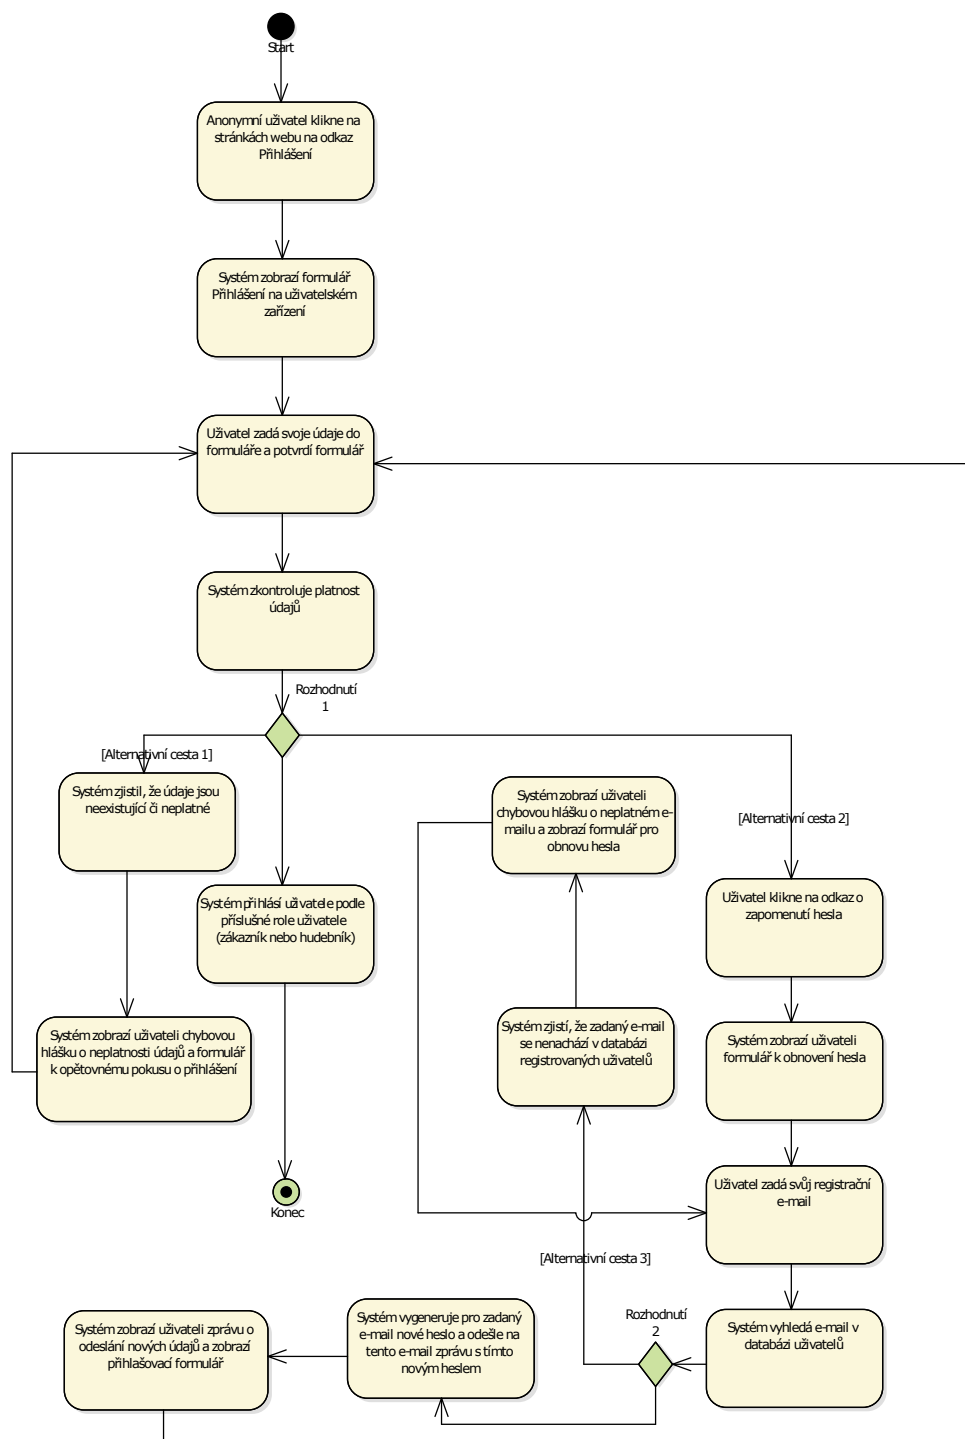 Start
Anonymní uživatel klikne na
stránkách webu na odkaz
Přihlášení
Systém zobrazí formulář
Přihlášení na uživatelském
zařízení
Uživatel zadá svoje údaje do
formuláře a potvrdí formulář
Systém zkontroluje platnost
údajů
Rozhodnutí
1
[Alternativní cesta 1]
Systém zjistil, že údaje jsou
neexistující či neplatné
Systém zobrazí uživateli
chybovou hlášku o neplatném e-
mailu a zobrazí formulář pro
obnovu hesla
[Alternativní cesta 2]
Systém přihlásí uživatele podle
příslušné role uživatele
(zákazník nebo hudebník)
Uživatel klikne na odkaz o
zapomenutí hesla
Systém zobrazí uživateli chybovou
hlášku o neplatnosti údajů a formulář
k opětovnému pokusu o přihlášení
Systém zjistí, že zadaný e-mail
se nenachází v databázi
registrovaných uživatelů
Systém zobrazí uživateli
formulář k obnovení hesla
Konec
Uživatel zadá svůj registrační
e-mail
[Alternativní cesta 3]
Systém zobrazí uživateli zprávu o
odeslání nových údajů a zobrazí
přihlašovací formulář
Systém vygeneruje pro zadaný
e-mail nové heslo a odešle na
tento e-mail zprávu s tímto
novým heslem
Rozhodnutí
2
Systém vyhledá e-mail v
databázi uživatelů